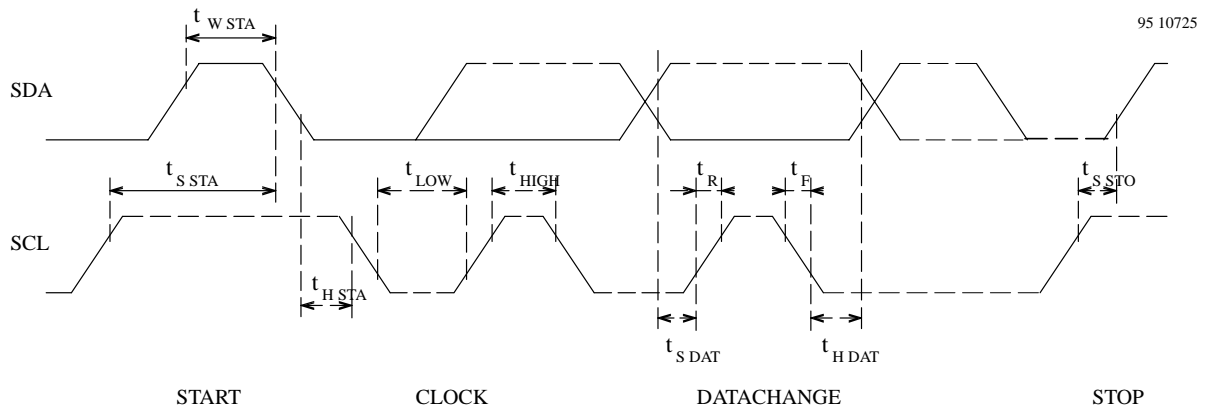 t W STA
95 10725
SDA
t S STA
t LOW
t HIGH
t R
t F
t S STO
SCL
t H STA
t S DAT
t H DAT
START
CLOCK
DATACHANGE
STOP